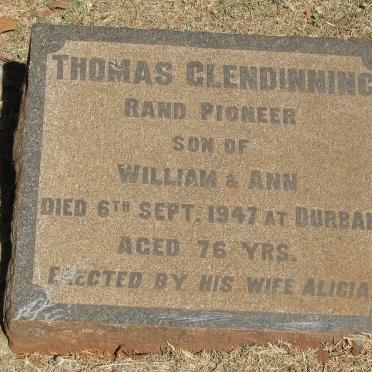 THOMAS GLENDINNING
RAND PIONEER
SON OF
WILLIAM & ANN
DIED 6TH SEPT. 1947 AT DURBAN
AGED 76 YRS.
ERECTED BY HIS WIFE ALICIA